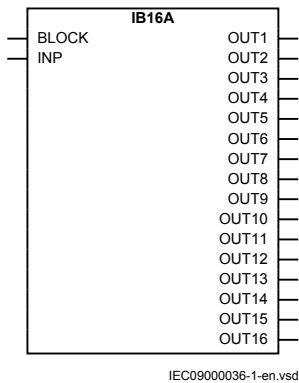 IB16A
BLOCK OUT1
INP OUT2
OUT3
OUT4
OUT5
OUT6
OUT7
OUT8
OUT9
OUT10
OUT11
OUT12
OUT13
OUT14
OUT15
OUT16
IEC09000036-1-en.vsd